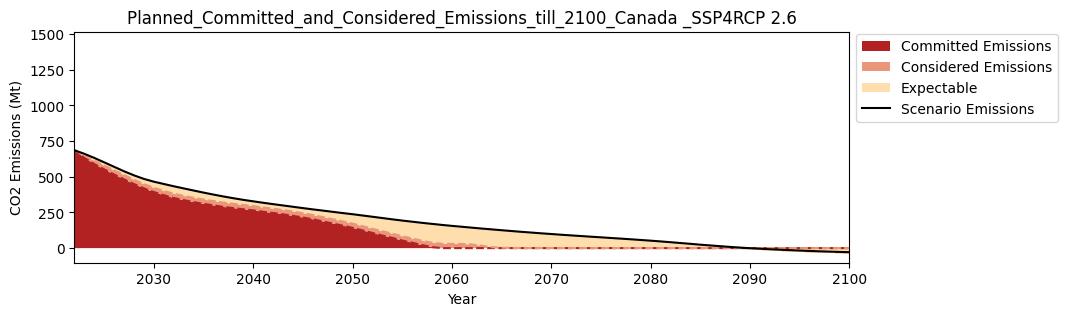 Planned_Committed_and_Considered_Emissions_till_2100_Canada _SSP4RCP 2.6
CO2 Emissions (Mt)
1500
1250
1000
750
500
250
0
2030 2040 2050 2060 2070 2080 2090 2100
Year
Committed Emissions
Considered Emissions
Expectable
Scenario Emissions